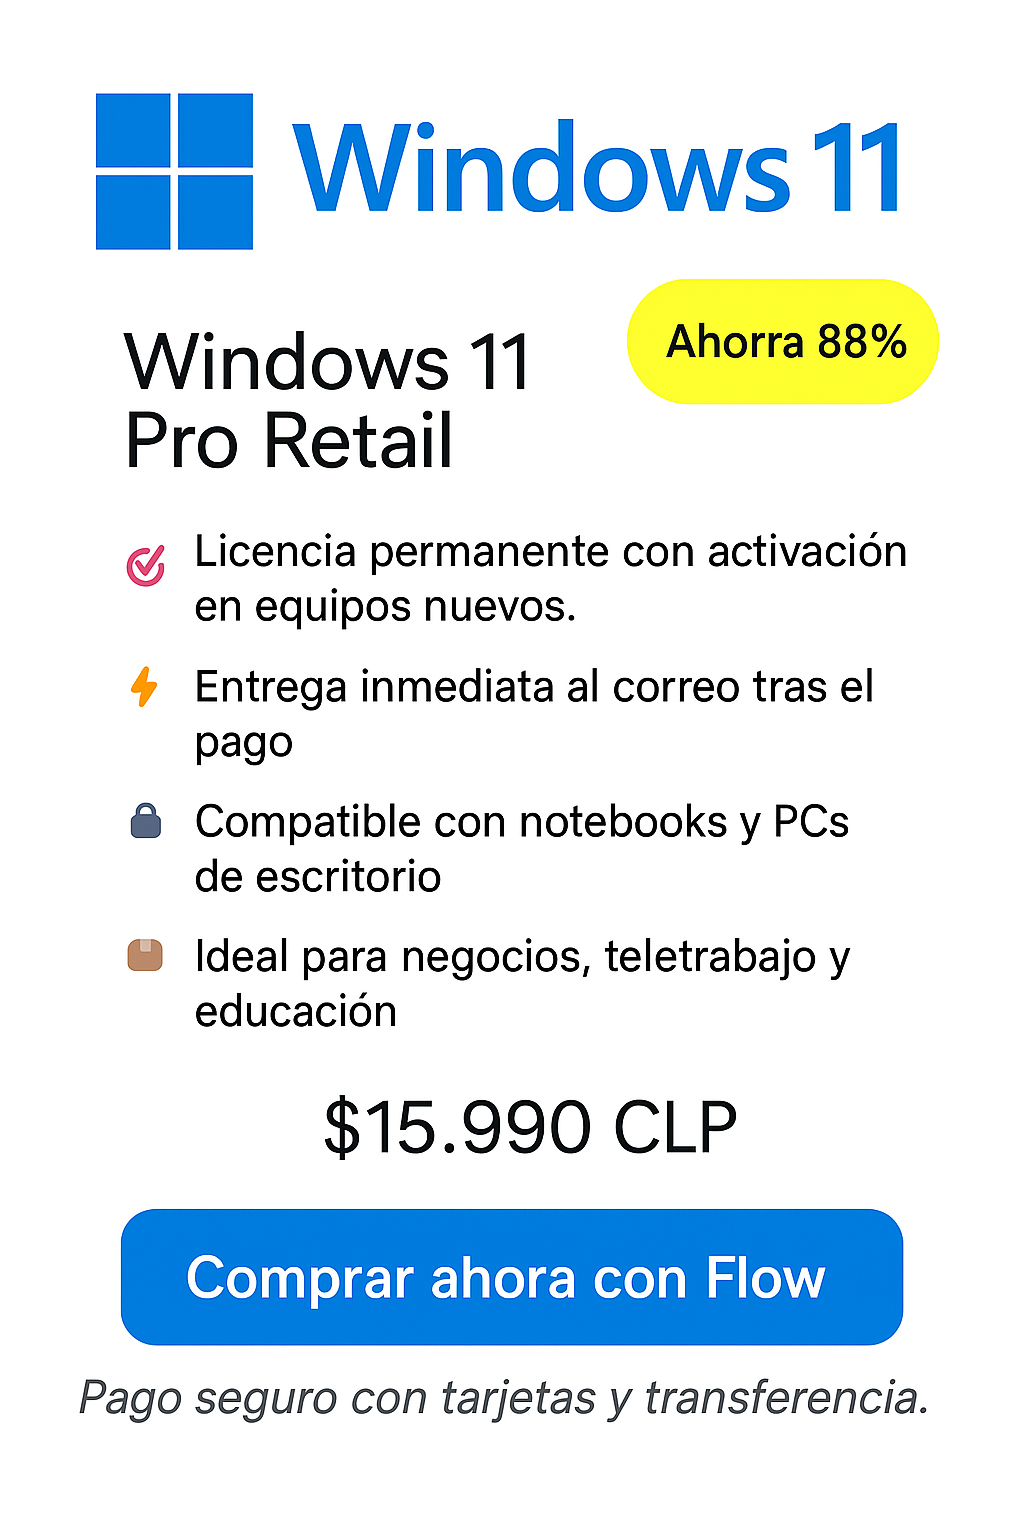 Windows 11
Ahorra 88%
Windows 11
Pro Retail
Licencia permanente con activación
en equipos nuevos.
Entrega inmediata al correo tras el
pago
Compatible con notebooks y PCs
de escritorio
Ideal para negocios, teletrabajo y
educación
$15.990 CLP
Comprar ahora con Flow
Pago seguro con tarjetas y transferencia.